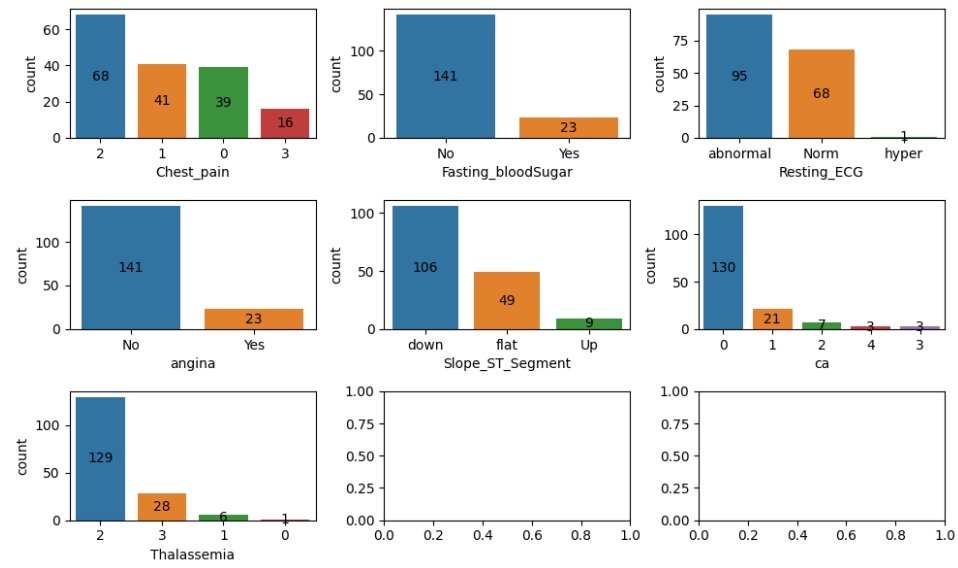 60
40
20
0
count
68
41
39
16
2 1 0 3
Chest_pain
100
50
0
count
141
23
No Yes
Fasting_bloodSugar
75
50
25
0
count
95
68
1
abnormal Norm hyper
Resting_ECG
100
50
0
count
141
23
No Yes
angina
100
50
0
count
106
49
9
down flat Up
Slope_ST_Segment
100
50
0
count
130
21
7
3
3
0 1 2 4 3
ca
100
50
0
count
129
28
6
1
2 3 1 0
Thalassemia
1.00
0.75
0.50
0.25
0.00
0.0 0.2 0.4 0.6 0.8 1.0
1.00
0.75
0.50
0.25
0.00
0.0 0.2 0.4 0.6 0.8 1.0